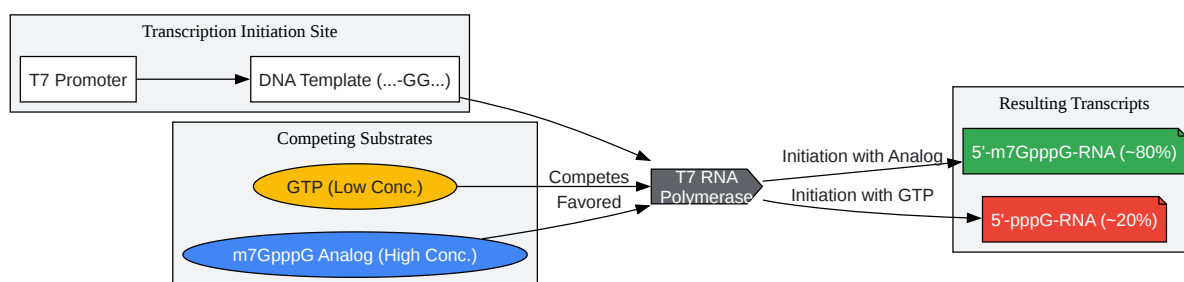 Transcription Initiation Site
T7 Promoter
DNA Template (...-GG...)
Competing Substrates
GTP (Low Conc.)
m7GpppG Analog (High Conc.)
Competes
Favored
T7 RNA
Polymerase
Initiation with Analog
Initiation with GTP
Resulting Transcripts
5'-m7GpppG-RNA (~80%)
5'-pppG-RNA (~20%)